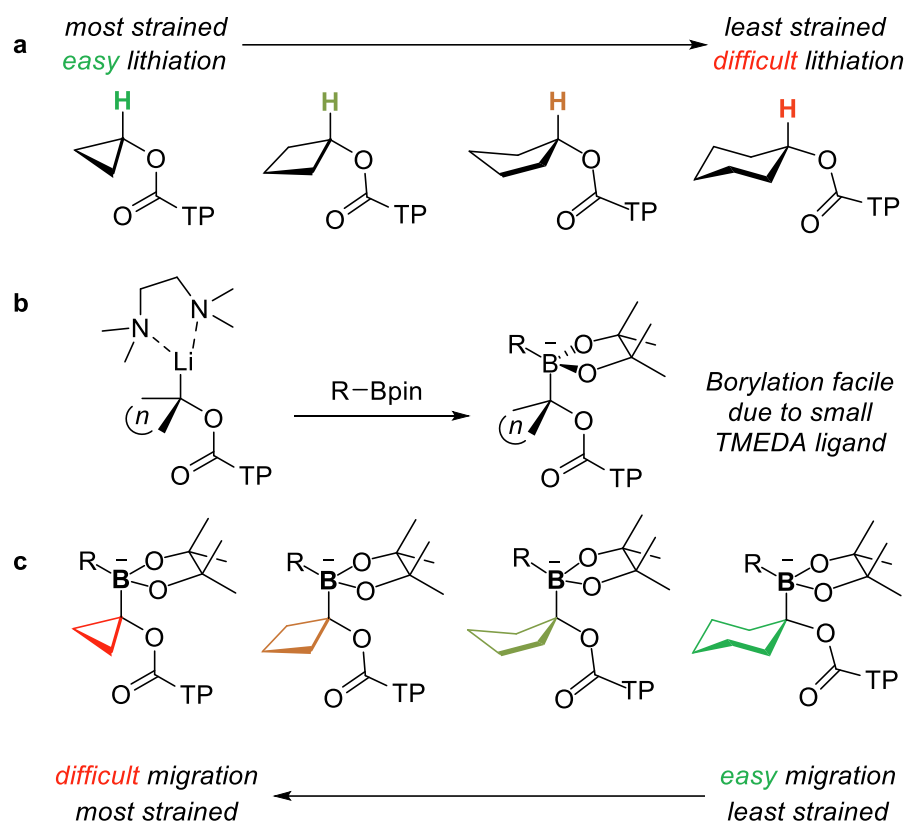 a
most strained
easy lithiation
least strained
difficult lithiation
H
O
O
TP
H
O
O
TP
H
O
O
TP
H
O
O
TP
b
N
N
Li
n
O
O
TP
R–Bpin
R
B
–
O
O
n
O
O
TP
Borylation facile
due to small
TMEDA ligand
c
R
B
–
O
O
O
O
TP
R
B
–
O
O
O
O
TP
R
B
–
O
O
O
O
TP
R
B
–
O
O
O
O
TP
difficult migration
most strained
easy migration
least strained